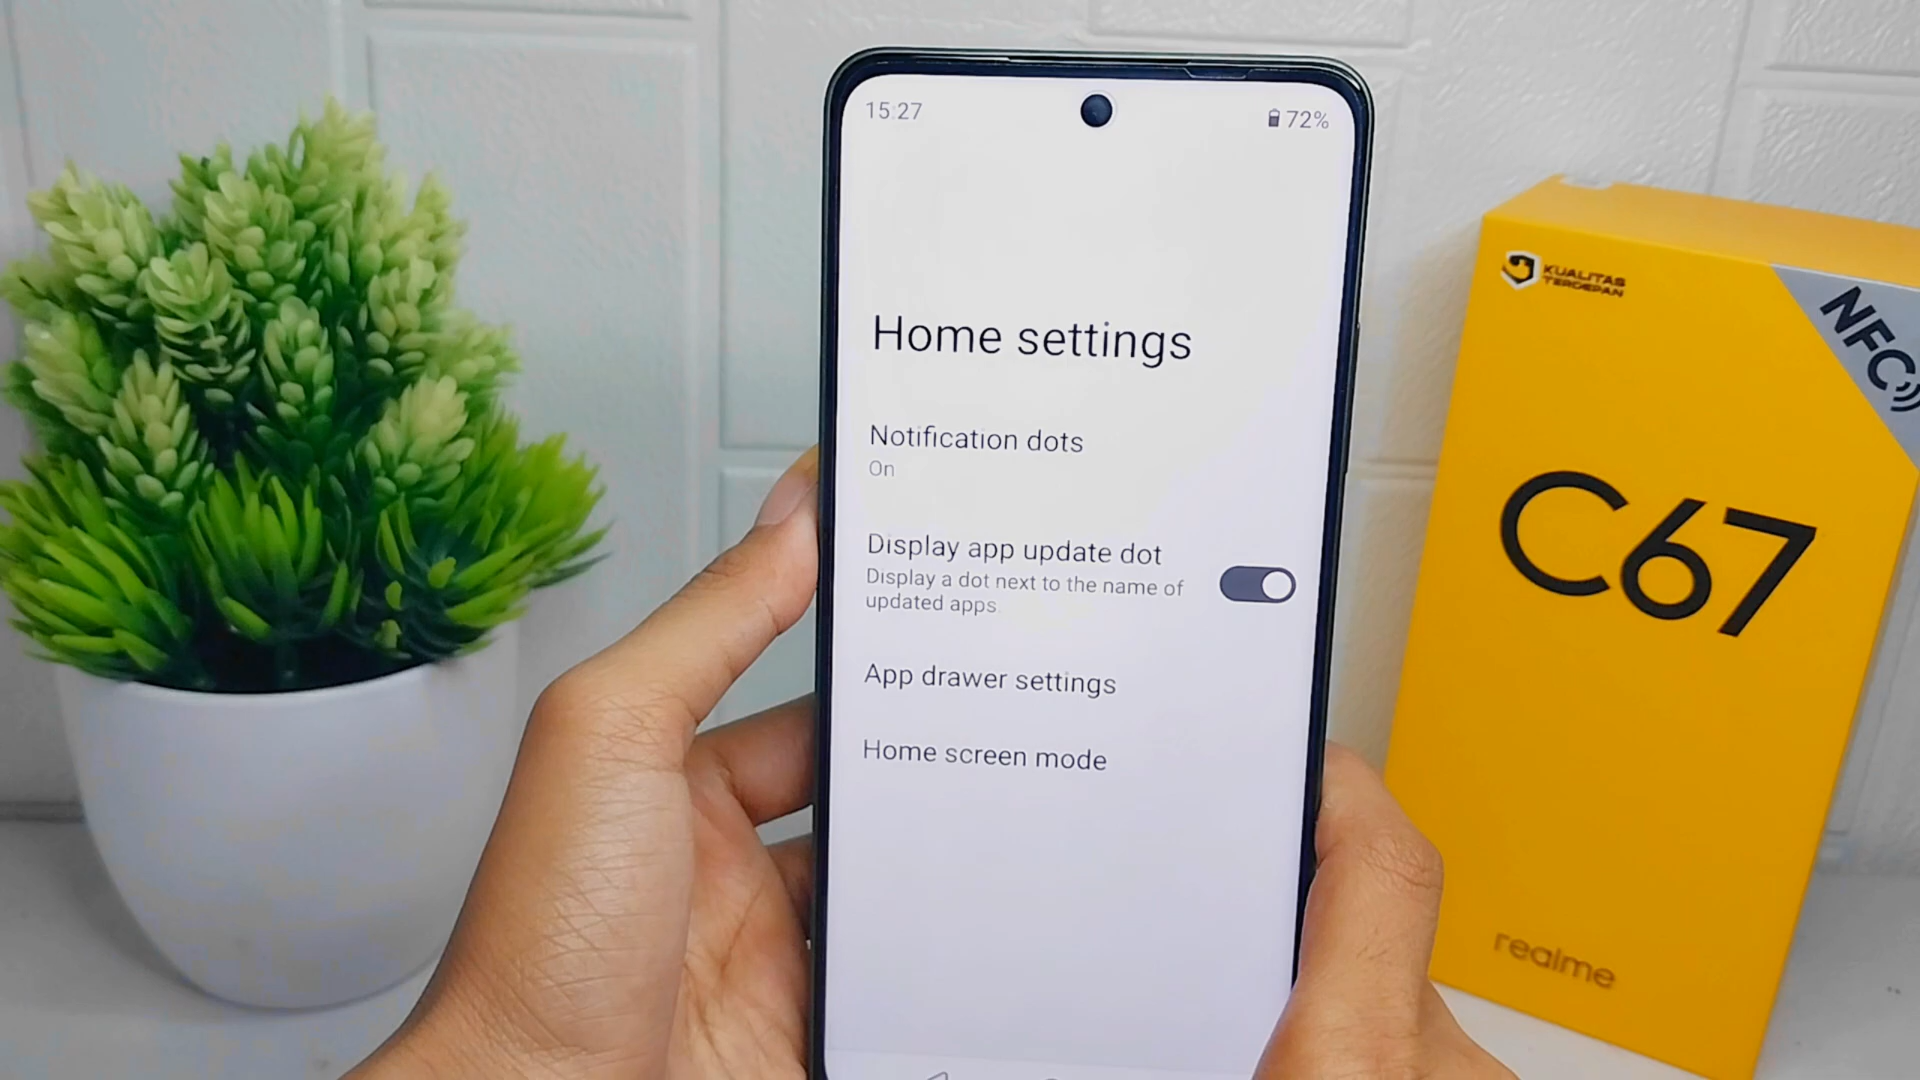 15:27
72%
Home settings
Notification dots
On
Display app update dot
Display a dot next to the name of
updated apps
App drawer settings
Home screen mode
KUALITAS
TERDEPAN
NFC
C67
realme